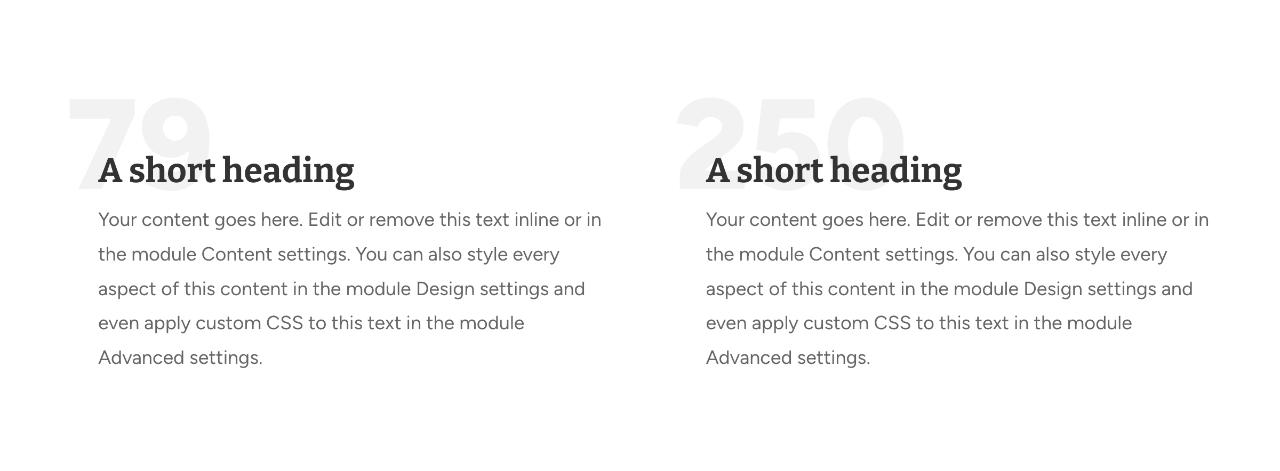 79
A short heading
Your content goes here. Edit or remove this text inline or in
the module Content settings. You can also style every
aspect of this content in the module Design settings and
even apply custom CSS to this text in the module
Advanced settings.
250
A short heading
Your content goes here. Edit or remove this text inline or in
the module Content settings. You can also style every
aspect of this content in the module Design settings and
even apply custom CSS to this text in the module
Advanced settings.